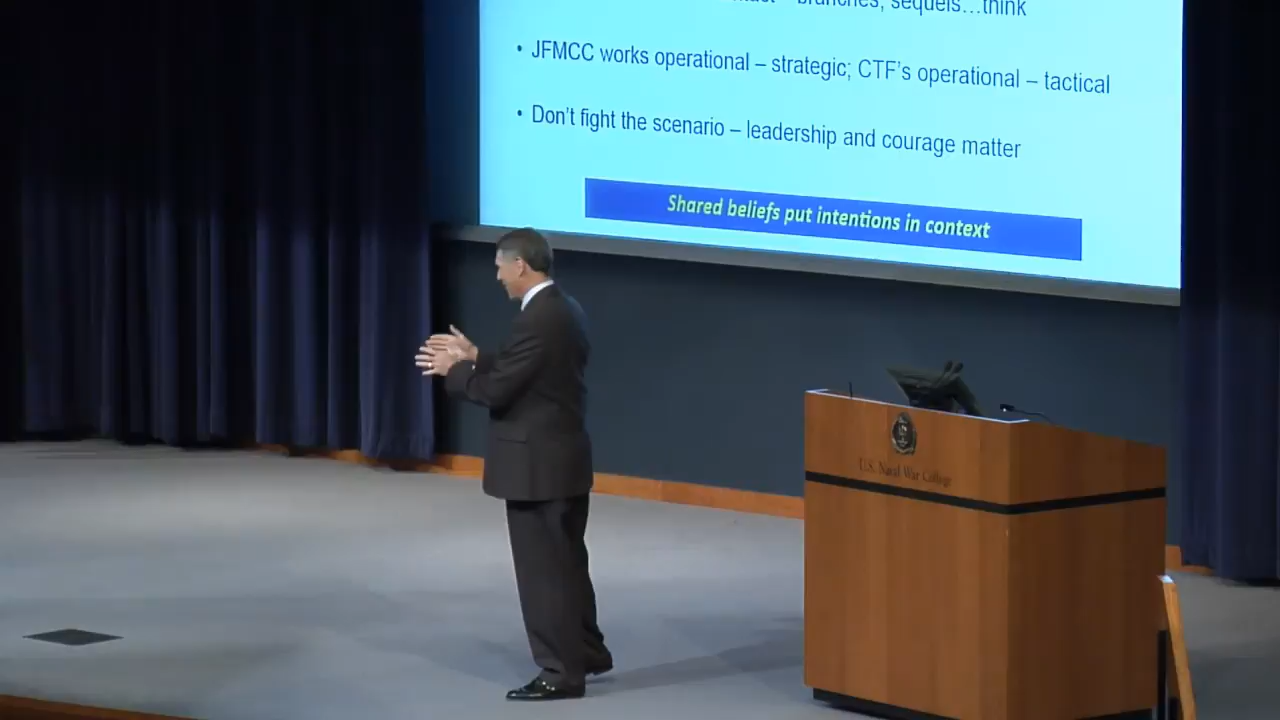 – branches, sequels…think
• JFMCC works operational – strategic; CTF's operational – tactical
• Don't fight the scenario – leadership and courage matter
Shared beliefs put intentions in context
U.S. Naval War College